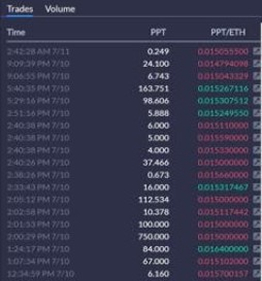 Trades Volume
Time PPT PPT/ETH
2:42:28 AM 7/11 0.249 0.015055500
9:09:39 PM 7/10 24.100 0.014794098
9:06:55 PM 7/10 6.743 0.015043329
5:40:35 PM 7/10 163.751 0.015267116
5:29:16 PM 7/10 98.606 0.015307512
2:51:16 PM 7/10 5.888 0.015249550
2:40:38 PM 7/10 6.000 0.015110000
2:40:38 PM 7/10 5.000 0.015590000
2:40:38 PM 7/10 4.000 0.015330000
2:40:26 PM 7/10 37.466 0.015000000
2:38:26 PM 7/10 0.673 0.015660000
2:33:43 PM 7/10 16.000 0.015317467
2:05:12 PM 7/10 112.534 0.015000000
2:02:58 PM 7/10 10.378 0.015117442
2:01:53 PM 7/10 100.000 0.015000000
2:00:29 PM 7/10 750.000 0.015000000
1:24:17 PM 7/10 84.000 0.016400000
1:07:34 PM 7/10 67.000 0.015102000
12:34:59 PM 7/10 6.160 0.015700157